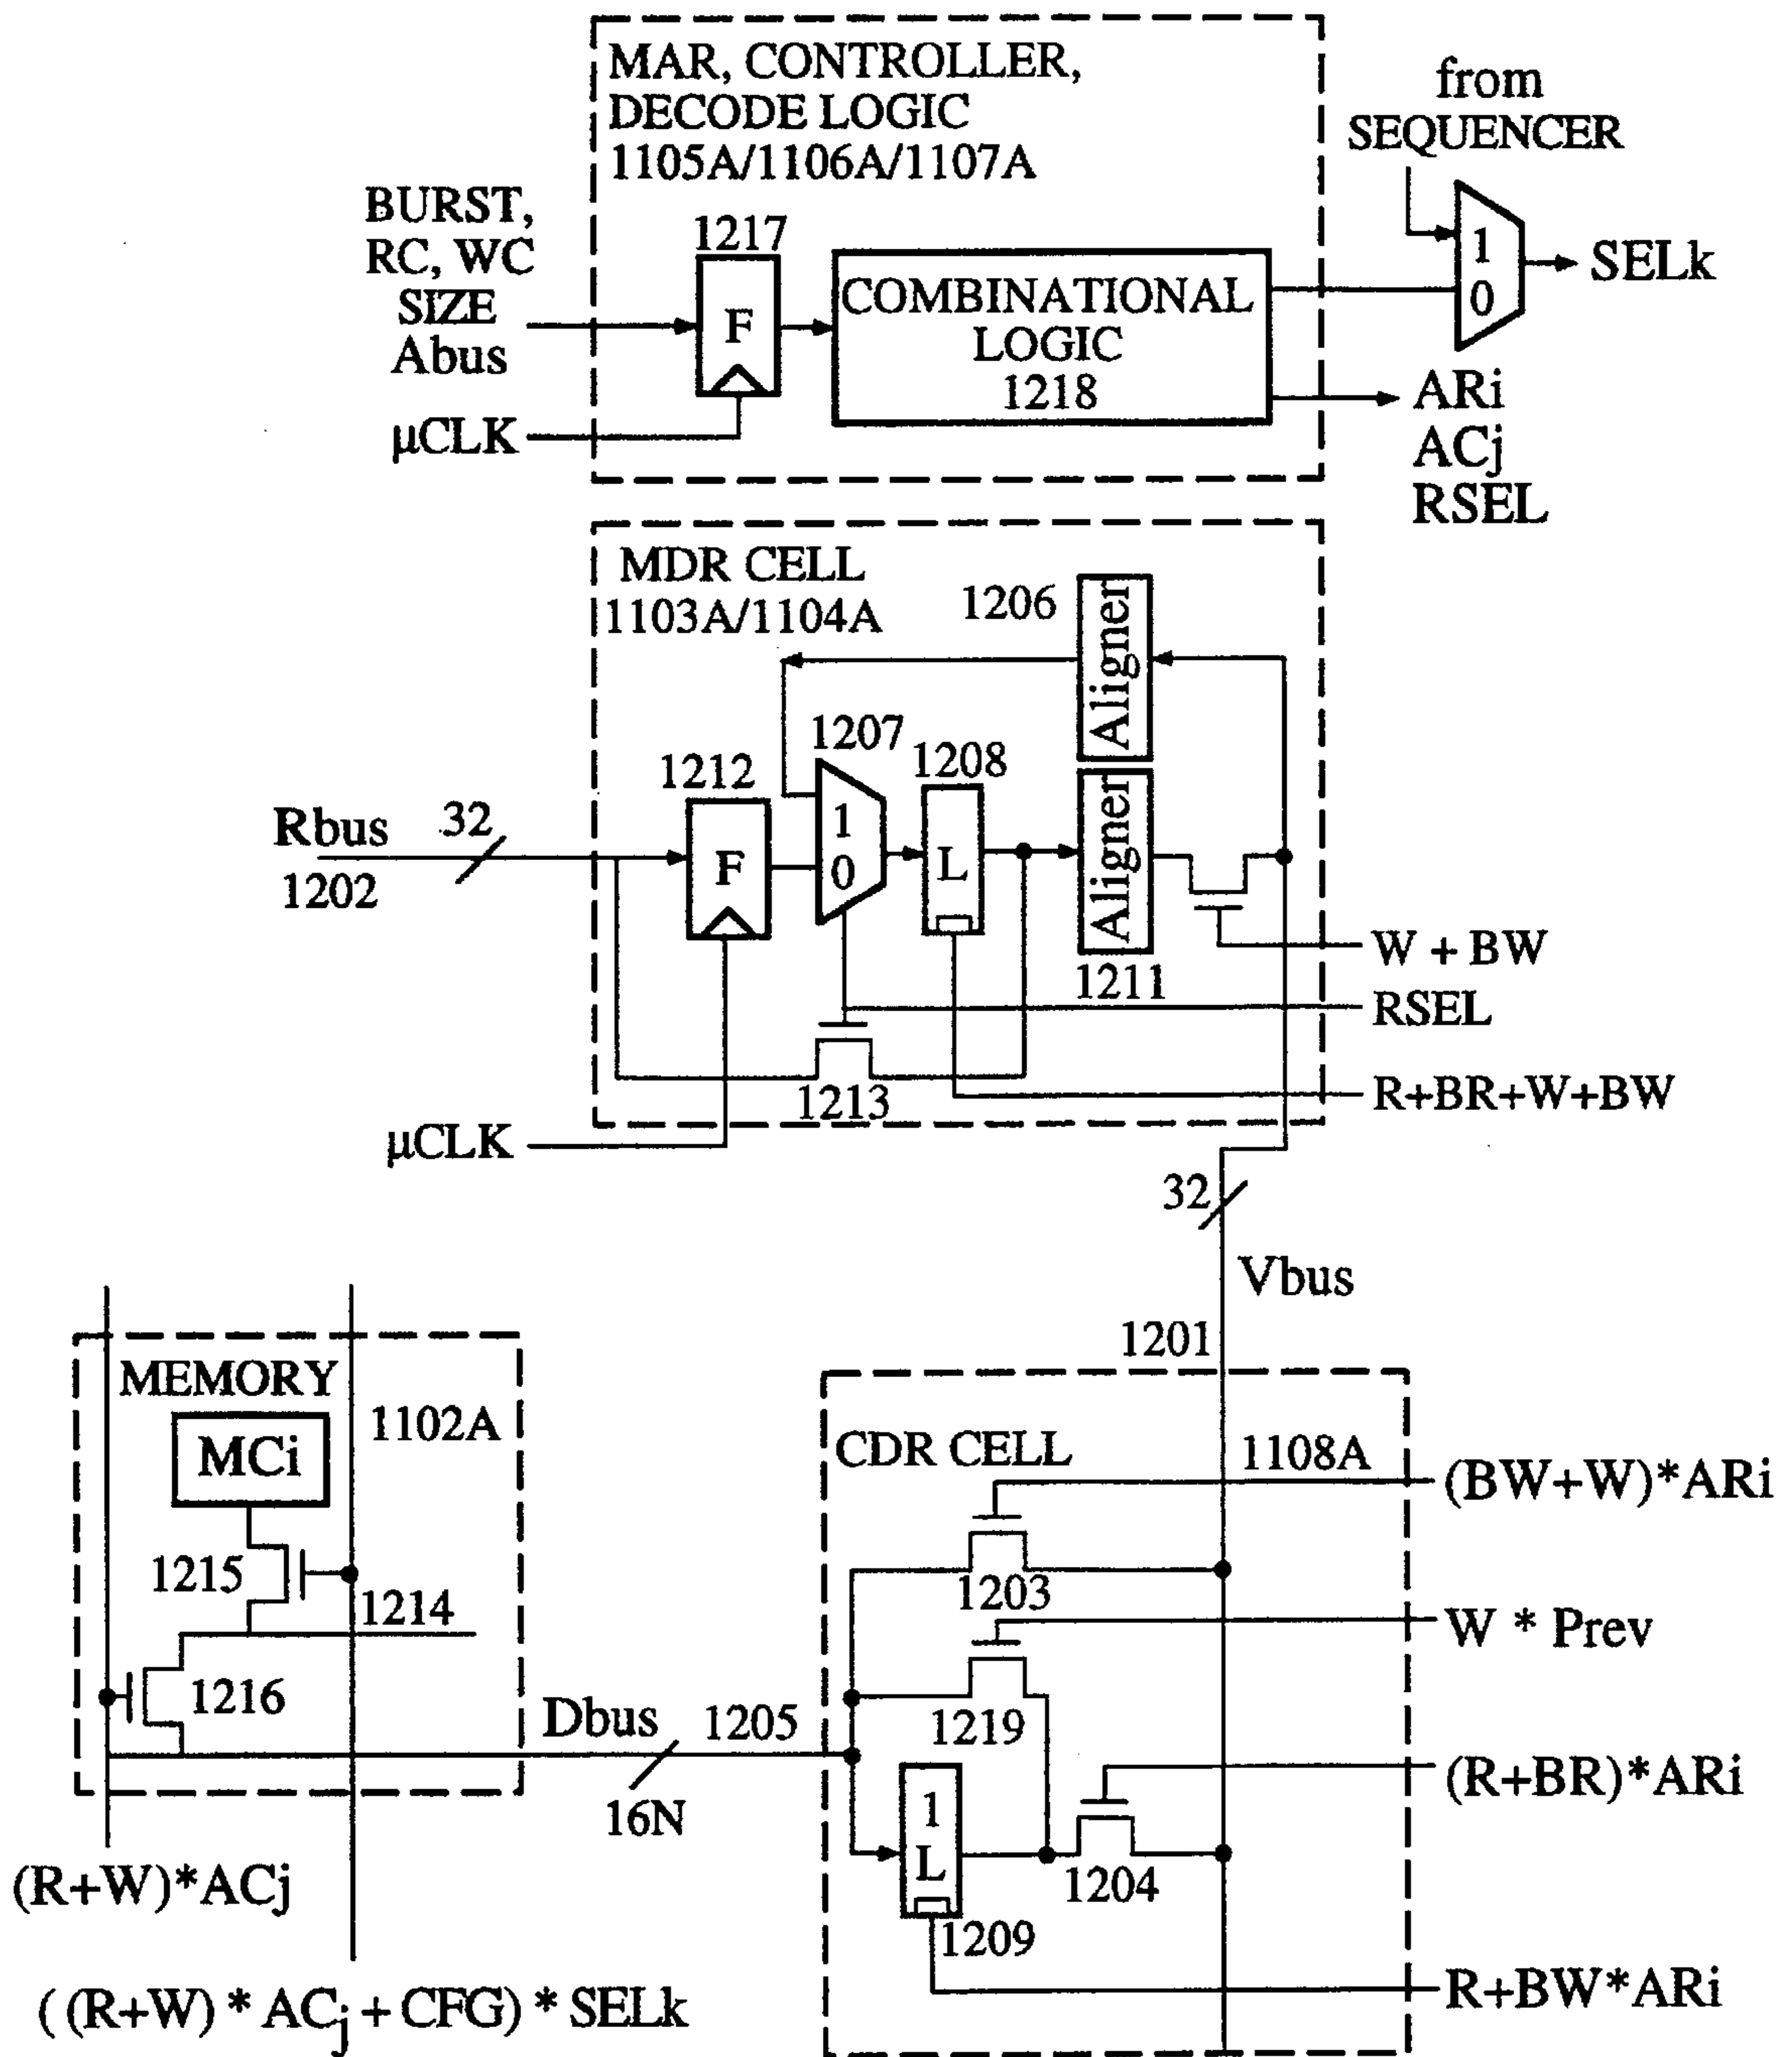 MAR, CONTROLLER,
DECODE LOGIC
1105A/1106A/1107A
from
SEQUENCER
BURST,
RC, WC
SIZE
Abus
μCLK
1217
F
COMBINATIONAL
LOGIC
1218
1
0
SELk
ARi
ACj
RSEL
MDR CELL
1103A/1104A
1206
Aligner
1207
1208
1212
Rbus
32
1202
F
1
0
L
Aligner
1211
W + BW
RSEL
1213
R+BR+W+BW
μCLK
32
Vbus
1201
MEMORY
1102A
MCi
1215
1214
1216
Dbus
1205
16N
(R+W)*ACj
((R+W) * ACj + CFG) * SELk
CDR CELL
1108A
(BW+W)*ARi
1203
W * Prev
1219
(R+BR)*ARi
1
L
1204
1209
R+BW*ARi